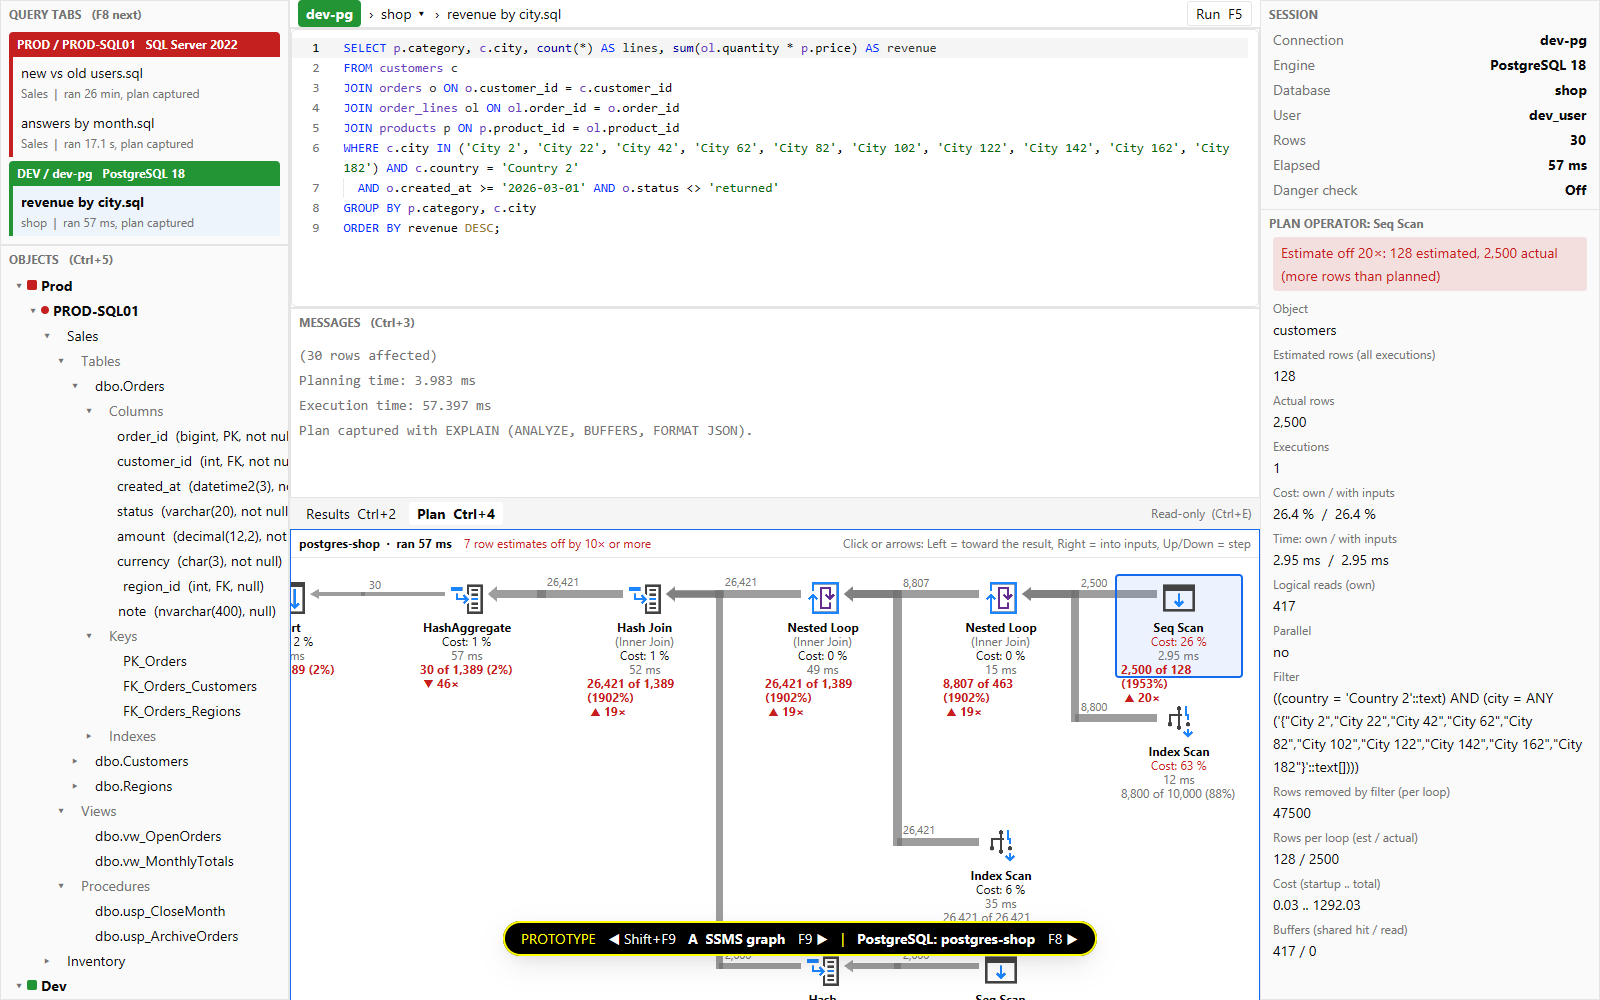 QUERY TABS (F8 next)
PROD / PROD-SQL01 SQL Server 2022
new vs old users.sql
Sales | ran 26 min, plan captured
answers by month.sql
Sales | ran 17.1 s, plan captured
DEV / dev-pg PostgreSQL 18
revenue by city.sql
shop | ran 57 ms, plan captured
OBJECTS (Ctrl+5)
Prod
PROD-SQL01
Sales
Tables
dbo.Orders
Columns
order_id (bigint, PK, not nul
customer_id (int, FK, not nu
created_at (datetime2(3), n
status (varchar(20), not null
amount (decimal(12,2), not
currency (char(3), not null)
region_id (int, FK, null)
note (nvarchar(400), null)
Keys
PK_Orders
FK_Orders_Customers
FK_Orders_Regions
Indexes
dbo.Customers
dbo.Regions
Views
dbo.vw_OpenOrders
dbo.vw_MonthlyTotals
Procedures
dbo.usp_CloseMonth
dbo.usp_ArchiveOrders
Inventory
Dev
dev-pg › shop ▾ › revenue by city.sql
Run F5
1 SELECT p.category, c.city, count(*) AS lines, sum(ol.quantity * p.price) AS revenue
2 FROM customers c
3 JOIN orders o ON o.customer_id = c.customer_id
4 JOIN order_lines ol ON ol.order_id = o.order_id
5 JOIN products p ON p.product_id = ol.product_id
6 WHERE c.city IN ('City 2', 'City 22', 'City 42', 'City 62', 'City 82', 'City 102', 'City 122', 'City 142', 'City 162', 'City
182') AND c.country = 'Country 2'
7 AND o.created_at >= '2026-03-01' AND o.status <> 'returned'
8 GROUP BY p.category, c.city
9 ORDER BY revenue DESC;
MESSAGES (Ctrl+3)
(30 rows affected)
Planning time: 3.983 ms
Execution time: 57.397 ms
Plan captured with EXPLAIN (ANALYZE, BUFFERS, FORMAT JSON).
Results Ctrl+2 Plan Ctrl+4
Read-only (Ctrl+E)
postgres-shop · ran 57 ms 7 row estimates off by 10× or more
Click or arrows: Left = toward the result, Right = into inputs, Up/Down = step
30
26,421
26,421
8,807
2,500
rt
2 %
ms
89 (2%)
HashAggregate
Cost: 1 %
57 ms
30 of 1,389 (2%)
▼ 46×
Hash Join
(Inner Join)
Cost: 1 %
52 ms
26,421 of 1,389
(1902%)
▲ 19×
Nested Loop
(Inner Join)
Cost: 0 %
49 ms
26,421 of 1,389
(1902%)
▲ 19×
Nested Loop
(Inner Join)
Cost: 0 %
15 ms
8,807 of 463
(1902%)
▲ 19×
Seq Scan
Cost: 26 %
2.95 ms
2,500 of 128
(1953%)
▲ 20×
8,800
Index Scan
Cost: 63 %
12 ms
8,800 of 10,000 (88%)
26,421
Index Scan
Cost: 6 %
35 ms
26,421 of 26,421
PROTOTYPE ◀ Shift+F9 A SSMS graph F9 ▶ | PostgreSQL: postgres-shop F8 ▶
Hash
Seq Scan
SESSION
Connection dev-pg
Engine PostgreSQL 18
Database shop
User dev_user
Rows 30
Elapsed 57 ms
Danger check Off
PLAN OPERATOR: Seq Scan
Estimate off 20×: 128 estimated, 2,500 actual
(more rows than planned)
Object
customers
Estimated rows (all executions)
128
Actual rows
2,500
Executions
1
Cost: own / with inputs
26.4 % / 26.4 %
Time: own / with inputs
2.95 ms / 2.95 ms
Logical reads (own)
417
Parallel
no
Filter
((country = 'Country 2'::text) AND (city = ANY
('{"City 2","City 22","City 42","City 62","City
82","City 102","City 122","City 142","City 162","City
182"}'::text[])))
Rows removed by filter (per loop)
47500
Rows per loop (est / actual)
128 / 2500
Cost (startup .. total)
0.03 .. 1292.03
Buffers (shared hit / read)
417 / 0